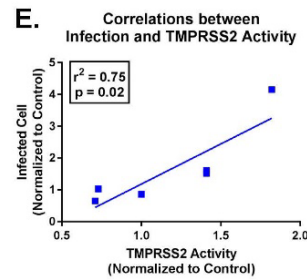 E.
Correlations between
Infection and TMPRSS2 Activity
r² = 0.75
p = 0.02
Infected Cell
(Normalized to Control)
5
4
3
2
1
0
0.5
1.0
1.5
2.0
TMPRSS2 Activity
(Normalized to Control)